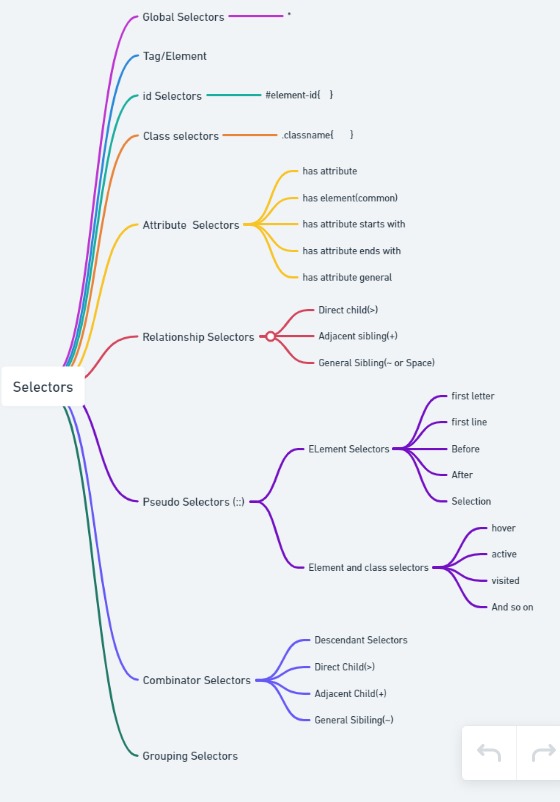 Selectors
Global Selectors
*
Tag/Element
id Selectors
#element-id{ }
Class selectors
.classname{ }
Attribute Selectors
has attribute
has element(common)
has attribute starts with
has attribute ends with
has attribute general
Relationship Selectors
Direct child(>)
Adjacent sibling(+)
General Sibling(~ or Space)
Pseudo Selectors (::)
ELement Selectors
first letter
first line
Before
After
Selection
Element and class selectors
hover
active
visited
And so on
Combinator Selectors
Descendant Selectors
Direct Child(>)
Adjacent Child(+)
General Sibiling(~)
Grouping Selectors